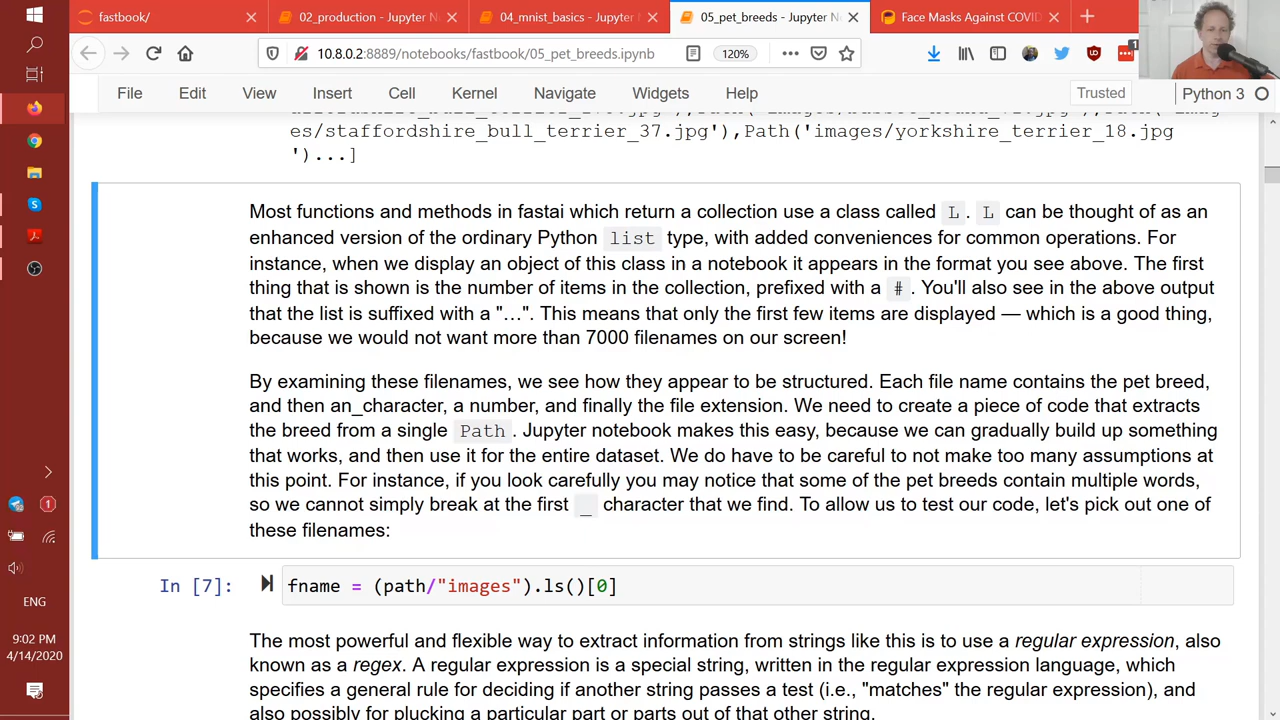 fastbook/
02_production - Jupyter N
04_mnist_basics - Jupyter N
05_pet_breeds - Jupyter N
Face Masks Against COVID
10.8.0.2:8889/notebooks/fastbook/05_pet_breeds.ipynb
120%
1
File Edit View Insert Cell Kernel Navigate Widgets Help
Trusted
Python 3
es/staffordshire_bull_terrier_37.jpg'),Path('images/yorkshire_terrier_18.jpg
')...]
Most functions and methods in fastai which return a collection use a class called L. L can be thought of as an
enhanced version of the ordinary Python list type, with added conveniences for common operations. For
instance, when we display an object of this class in a notebook it appears in the format you see above. The first
thing that is shown is the number of items in the collection, prefixed with a #. You'll also see in the above output
that the list is suffixed with a "…". This means that only the first few items are displayed — which is a good thing,
because we would not want more than 7000 filenames on our screen!
By examining these filenames, we see how they appear to be structured. Each file name contains the pet breed,
and then an_character, a number, and finally the file extension. We need to create a piece of code that extracts
the breed from a single Path. Jupyter notebook makes this easy, because we can gradually build up something
that works, and then use it for the entire dataset. We do have to be careful to not make too many assumptions at
this point. For instance, if you look carefully you may notice that some of the pet breeds contain multiple words,
so we cannot simply break at the first _ character that we find. To allow us to test our code, let's pick out one of
these filenames:
In [7]: fname = (path/"images").ls()[0]
The most powerful and flexible way to extract information from strings like this is to use a regular expression, also
known as a regex. A regular expression is a special string, written in the regular expression language, which
specifies a general rule for deciding if another string passes a test (i.e., "matches" the regular expression), and
also possibly for plucking a particular part or parts out of that other string.
1
ENG
9:02 PM
4/14/2020